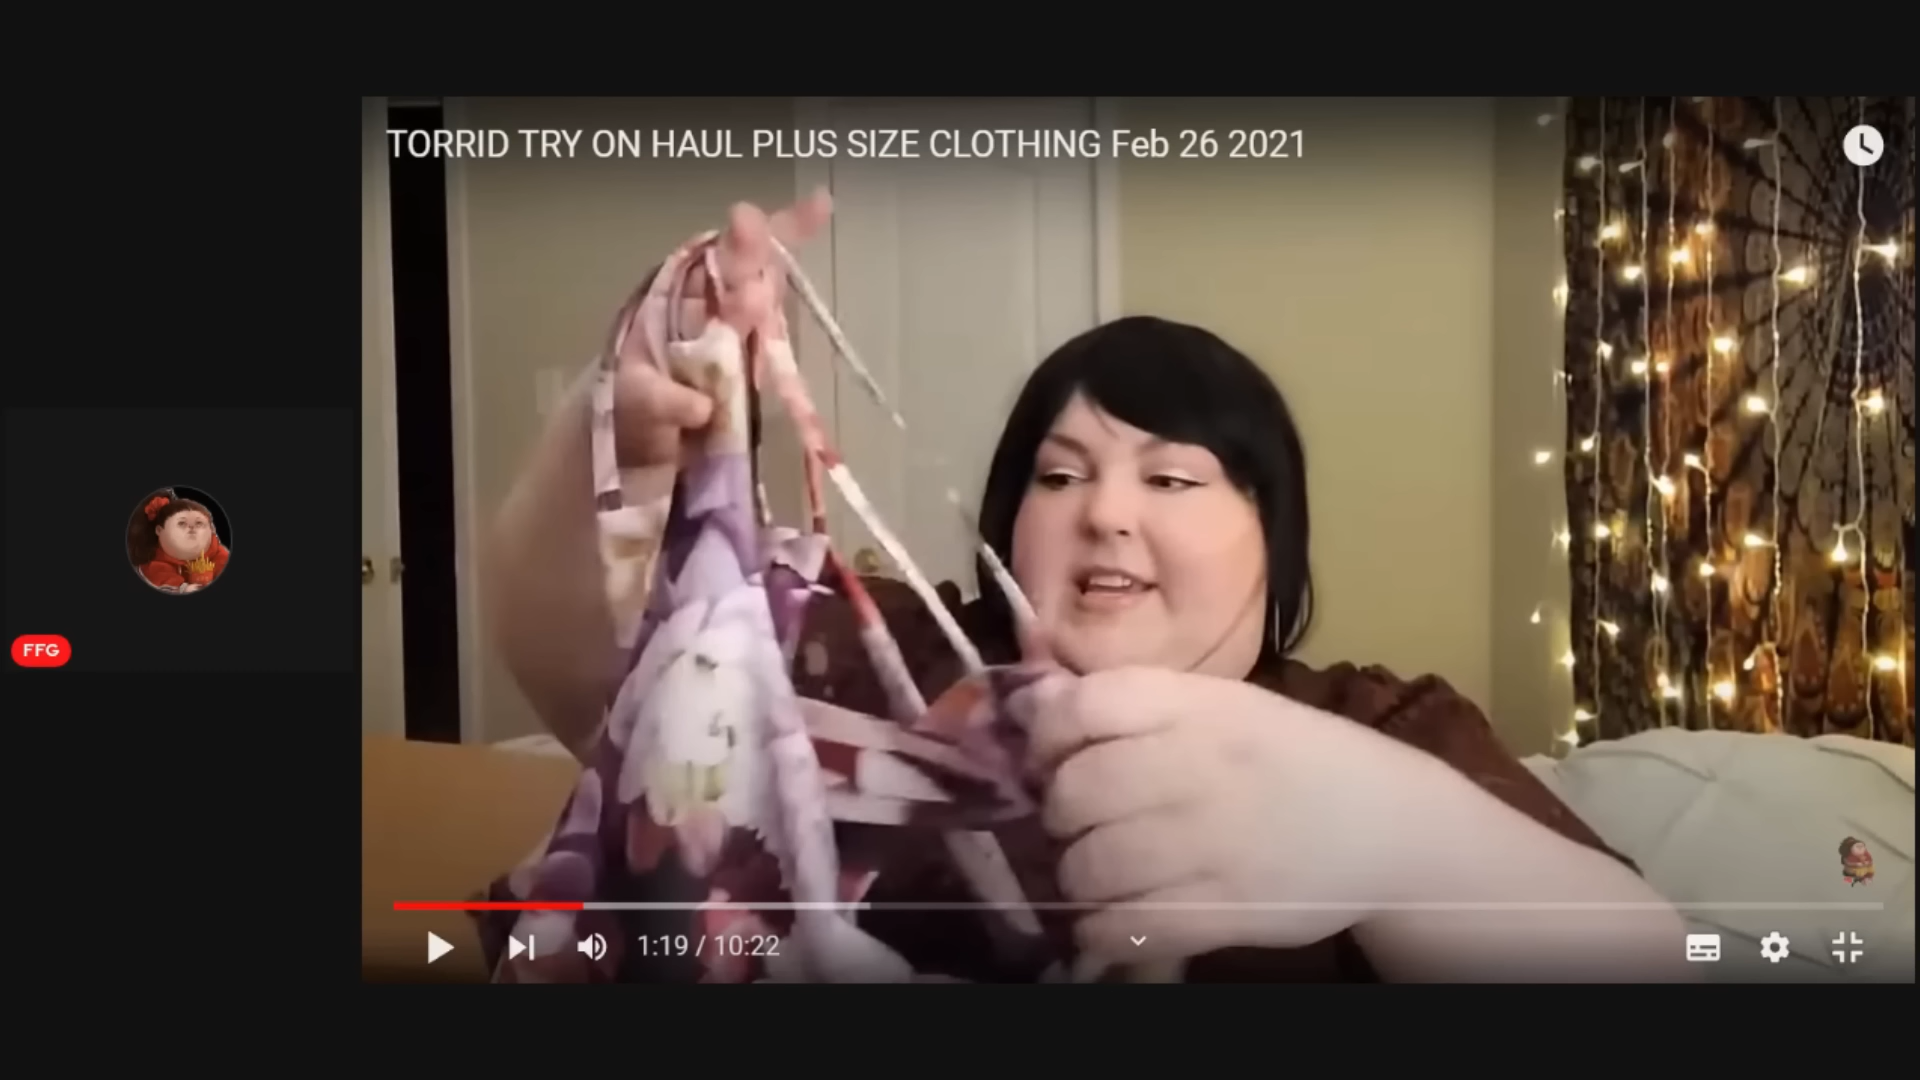 TORRID TRY ON HAUL PLUS SIZE CLOTHING Feb 26 2021
FFG
1:19 / 10:22